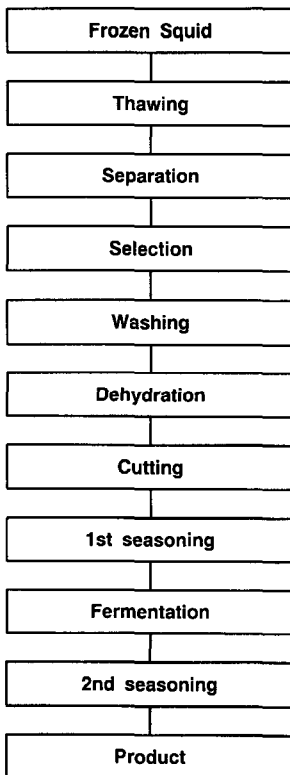 Frozen Squid
Thawing
Separation
Selection
Washing
Dehydration
Cutting
1st seasoning
Fermentation
2nd seasoning
Product